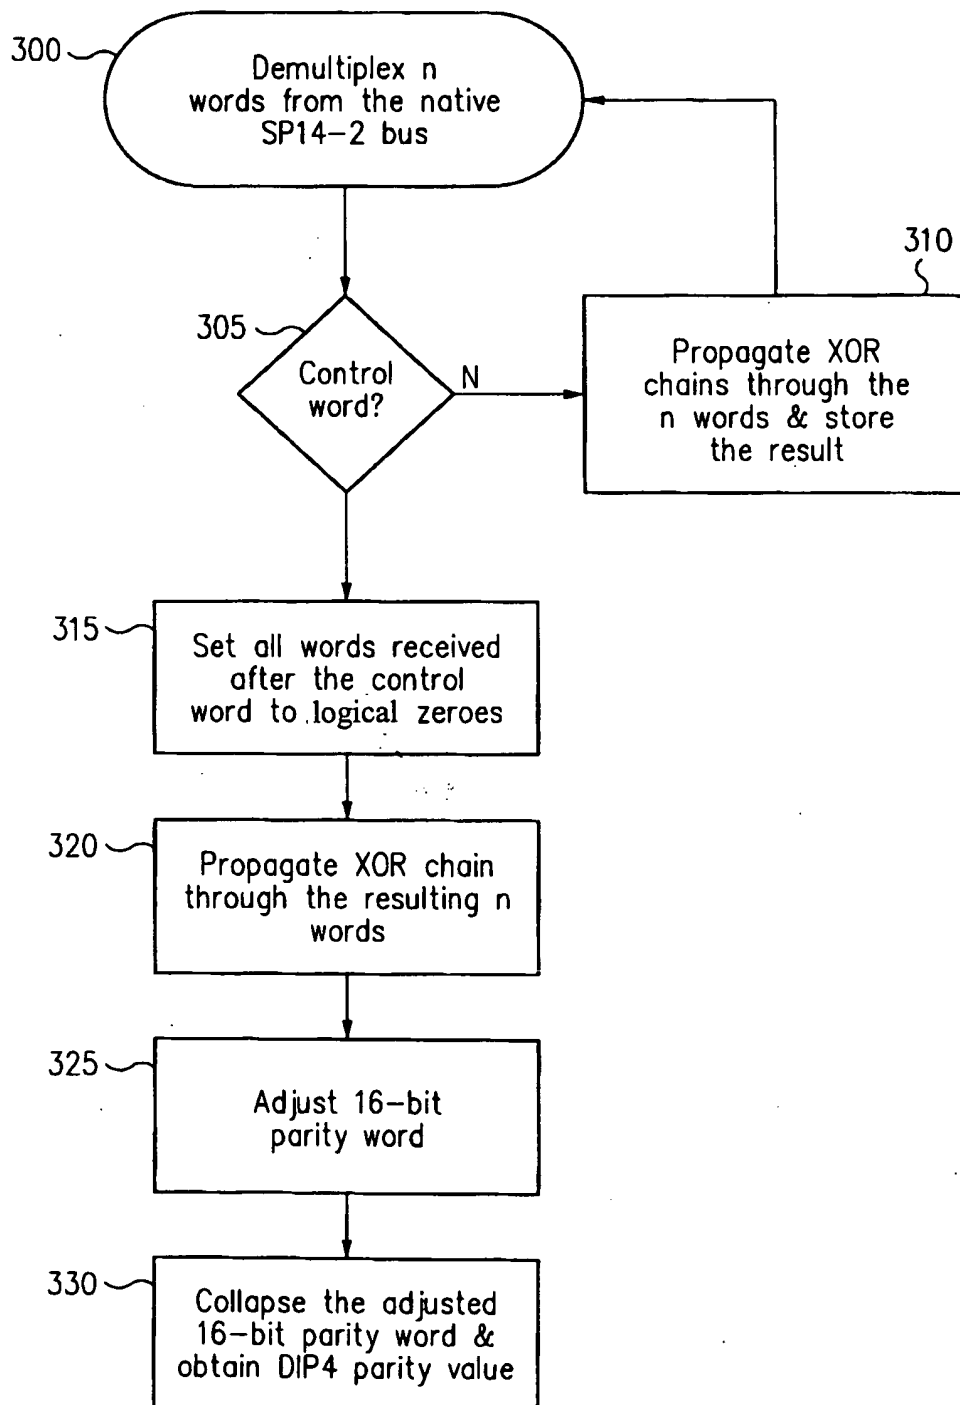 300
Demultiplex n
words from the native
SP14-2 bus
310
305
Control
word?
N
Propagate XOR
chains through the
n words & store
the result
315
Set all words received
after the control
word to logical zeroes
320
Propagate XOR chain
through the resulting n
words
325
Adjust 16-bit
parity word
330
Collapse the adjusted
16-bit parity word &
obtain DIP4 parity value